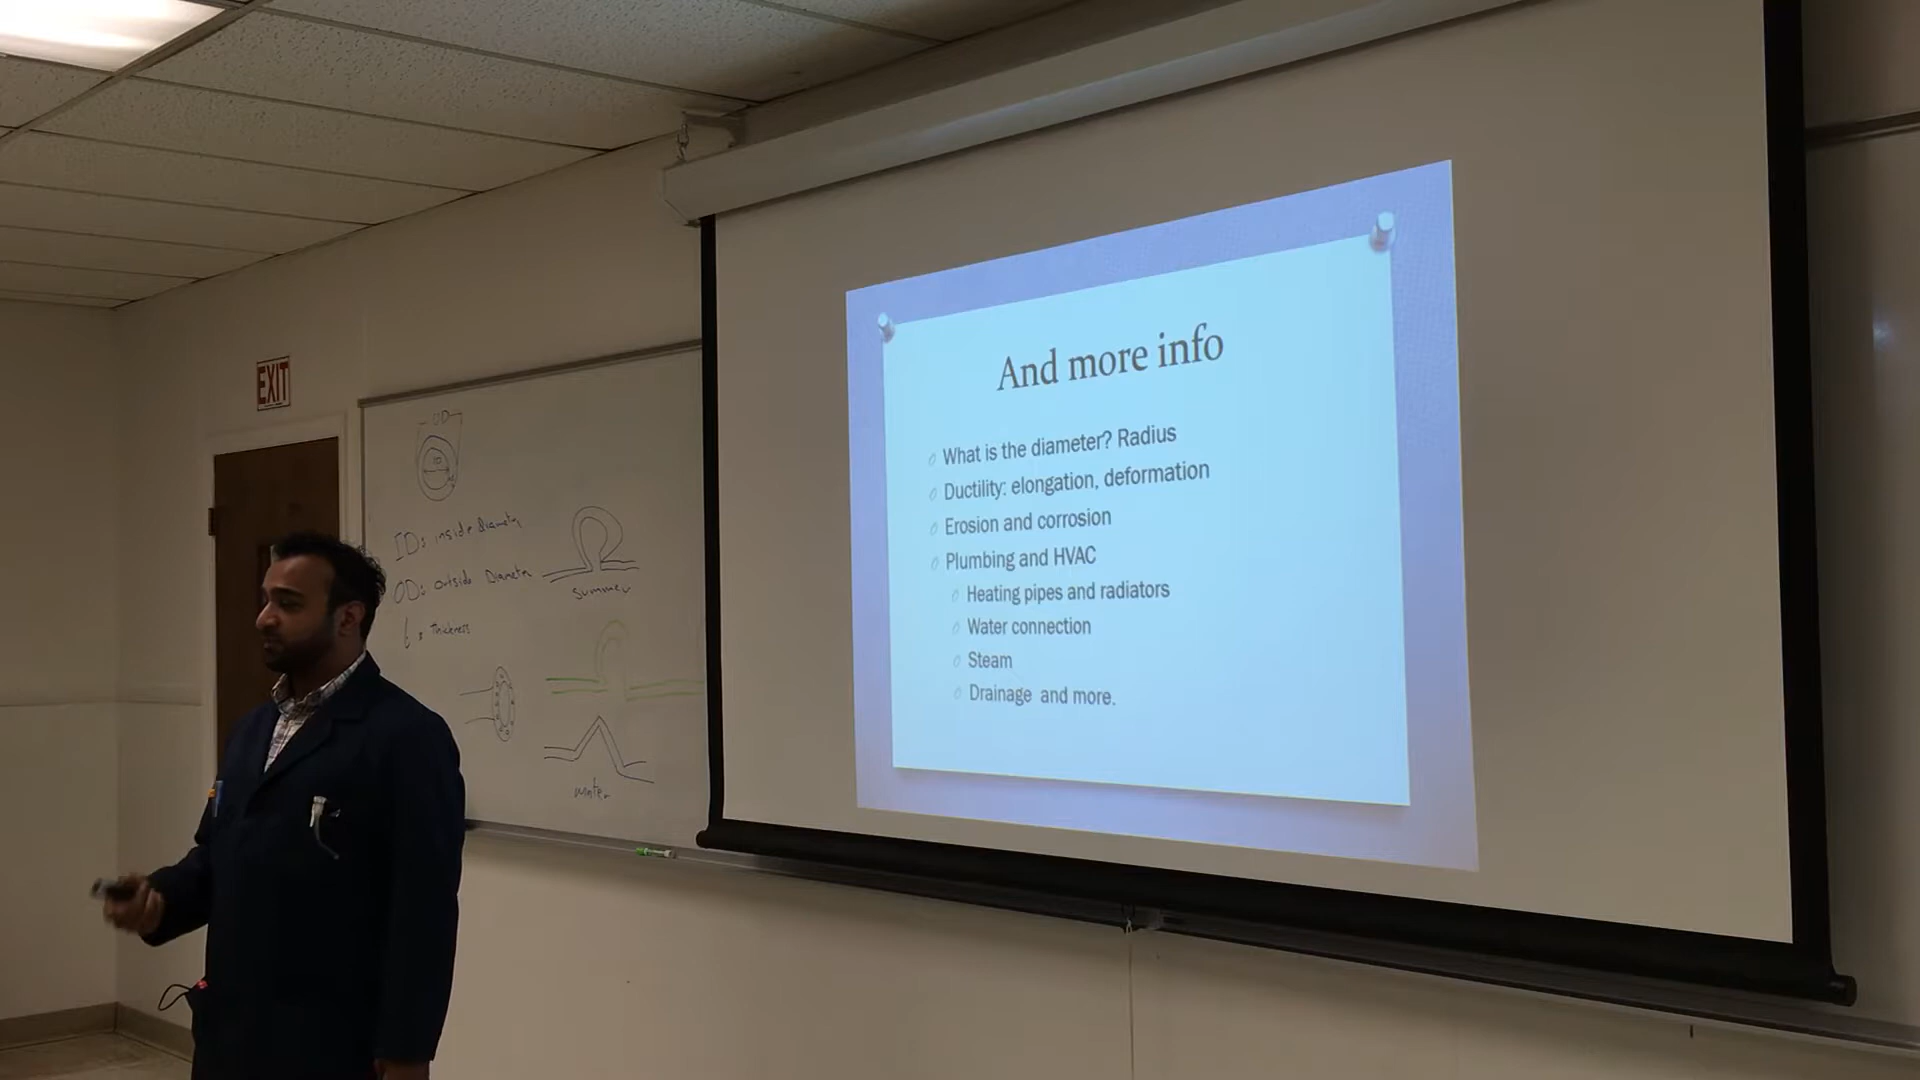 EXIT
OD
ID
t
ID: inside diameter
OD: outside Diameter
t: Thickness
summer
winter
And more info
What is the diameter? Radius
Ductility: elongation, deformation
Erosion and corrosion
Plumbing and HVAC
Heating pipes and radiators
Water connection
Steam
Drainage and more.